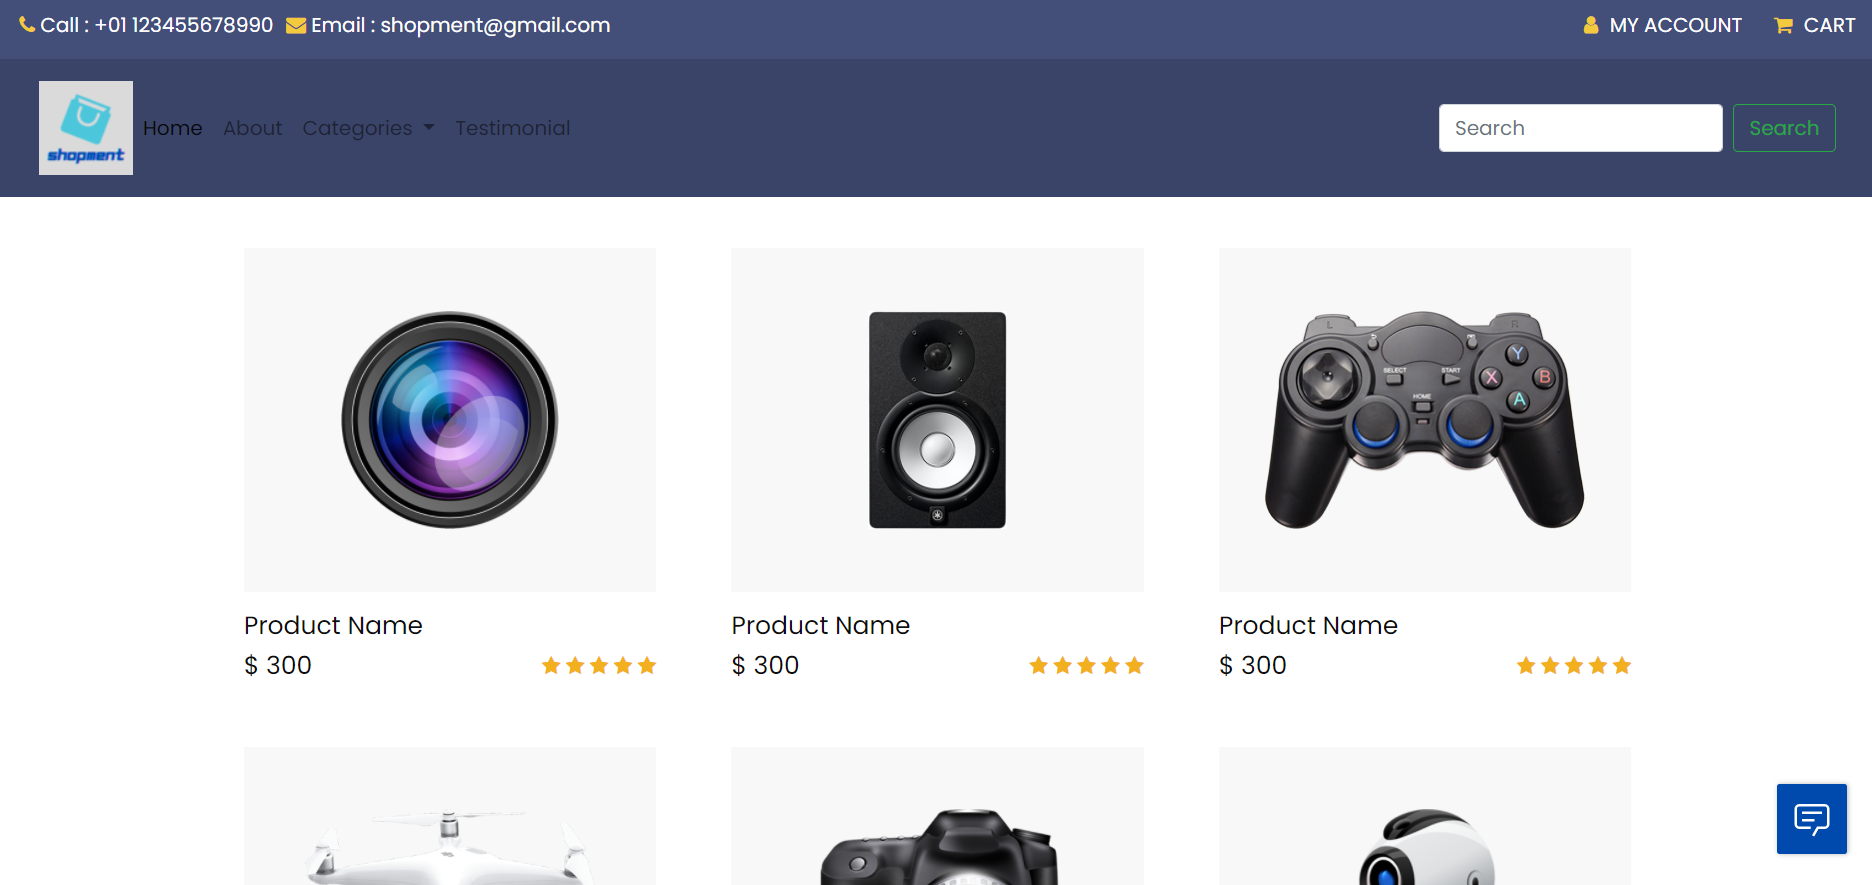 Call : +01 123455678990 Email : shopment@gmail.com MY ACCOUNT CART
shopment
Home About Categories Testimonial Search Search
L R
SELECT START
HOME
Y
X B
A
Product Name Product Name Product Name
$ 300 $ 300 $ 300